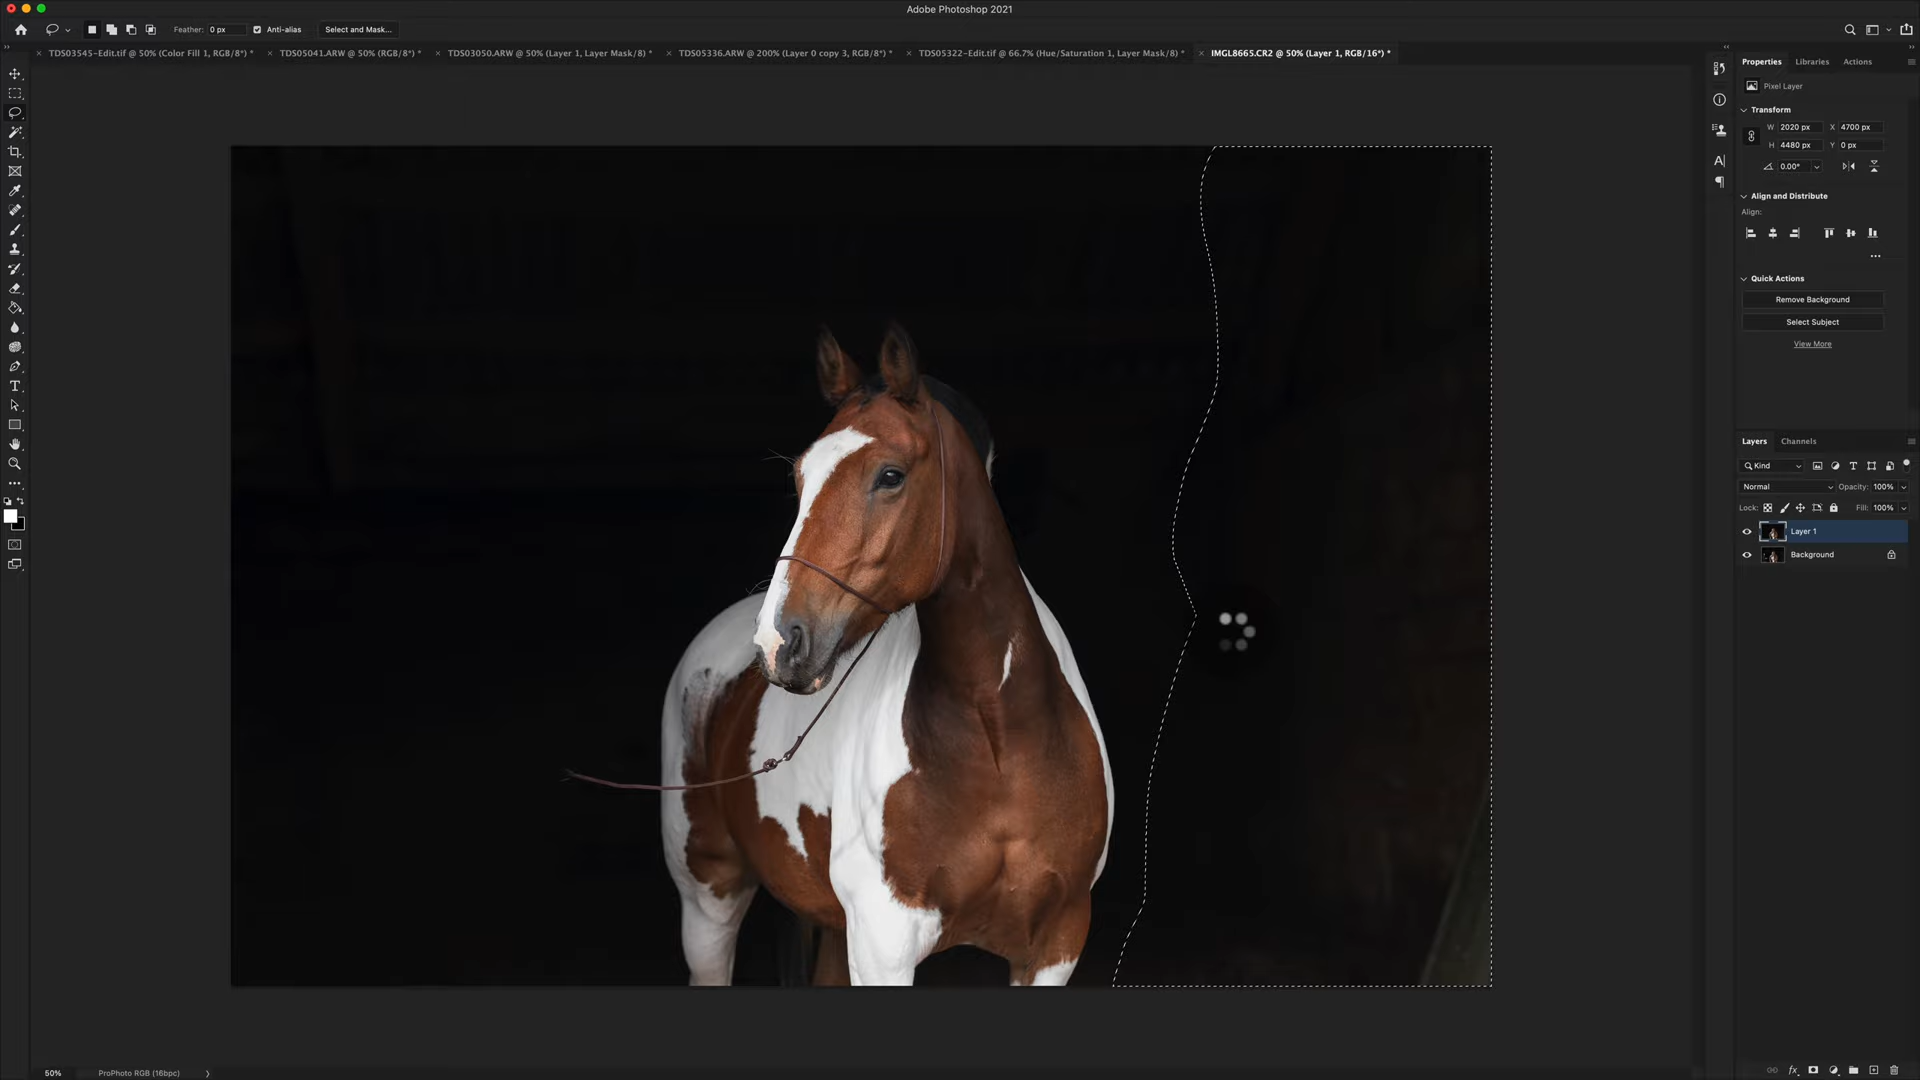 Adobe Photoshop 2021
Feather: 0 px Anti-alias Select and Mask...
TDS03545-Edit.tif @ 50% (Color Fill 1, RGB/8*) * TDS05041.ARW @ 50% (RGB/8*) * TDS03050.ARW @ 50% (Layer 1, Layer Mask/8) * TDS05336.ARW @ 200% (Layer 0 copy 3, RGB/8*) * TDS05322-Edit.tif @ 66.7% (Hue/Saturation 1, Layer Mask/8) * IMGL8665.CR2 @ 50% (Layer 1, RGB/16*) *
Properties Libraries Actions
Pixel Layer
Transform
W 2020 px X 4700 px
H 4480 px Y 0 px
0.00°
Align and Distribute
Align:
Quick Actions
Remove Background
Select Subject
View More
Layers Channels
Kind
Normal Opacity: 100%
Lock: Fill: 100%
Layer 1
Background
50% ProPhoto RGB (16bpc)